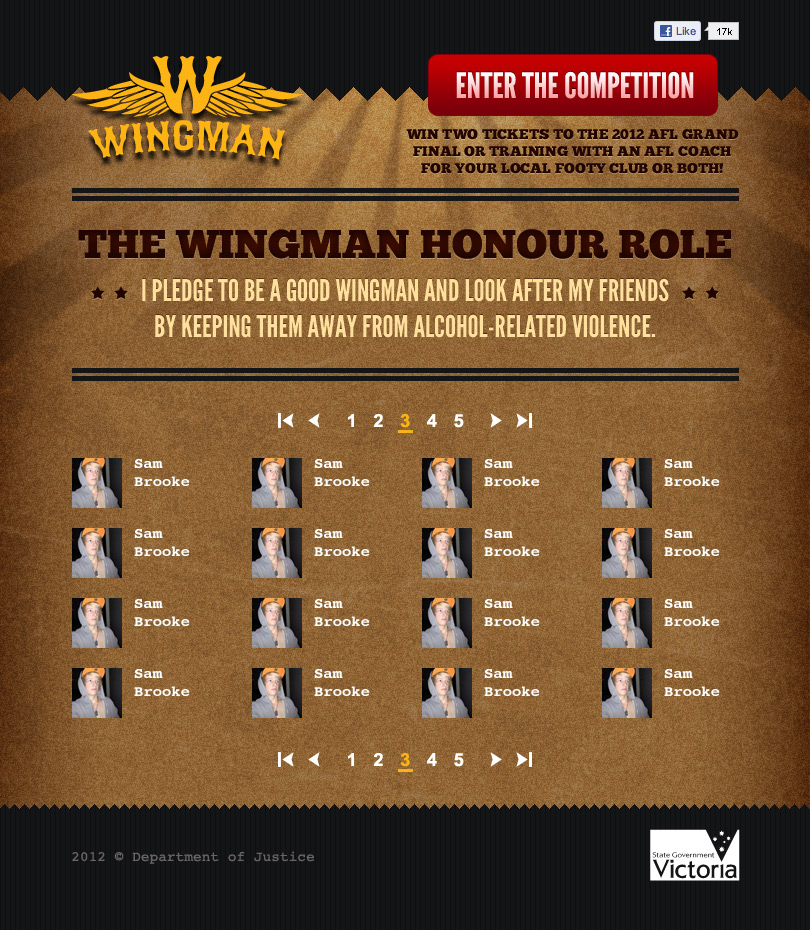 Like 17k
W
WINGMAN
ENTER THE COMPETITION
WIN TWO TICKETS TO THE 2012 AFL GRAND
FINAL OR TRAINING WITH AN AFL COACH
FOR YOUR LOCAL FOOTY CLUB OR BOTH!
THE WINGMAN HONOUR ROLE
I PLEDGE TO BE A GOOD WINGMAN AND LOOK AFTER MY FRIENDS
BY KEEPING THEM AWAY FROM ALCOHOL-RELATED VIOLENCE.
1 2 3 4 5
Sam Sam Sam Sam
Brooke Brooke Brooke Brooke
Sam Sam Sam Sam
Brooke Brooke Brooke Brooke
Sam Sam Sam Sam
Brooke Brooke Brooke Brooke
Sam Sam Sam Sam
Brooke Brooke Brooke Brooke
1 2 3 4 5
2012 © Department of Justice
State Government
Victoria